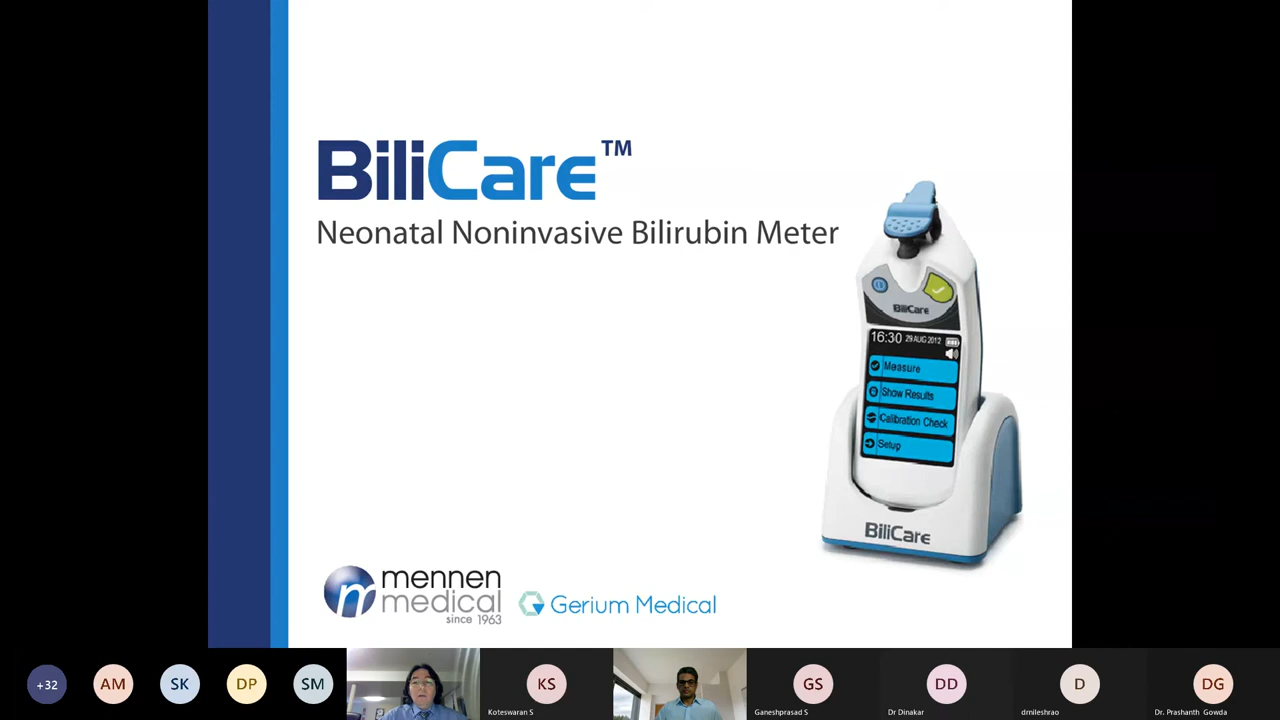 BiliCare™
Neonatal Noninvasive Bilirubin Meter
BiliCare
16:30 29 AUG 2012
Measure
Show Results
Calibration Check
Setup
BiliCare
mennen
medical
since 1963
Gerium Medical
+32
AM
SK
DP
SM
KS
Koteswaran S
GS
Ganeshprasad S
DD
Dr Dinakar
D
drnileshrao
DG
Dr. Prashanth Gowda